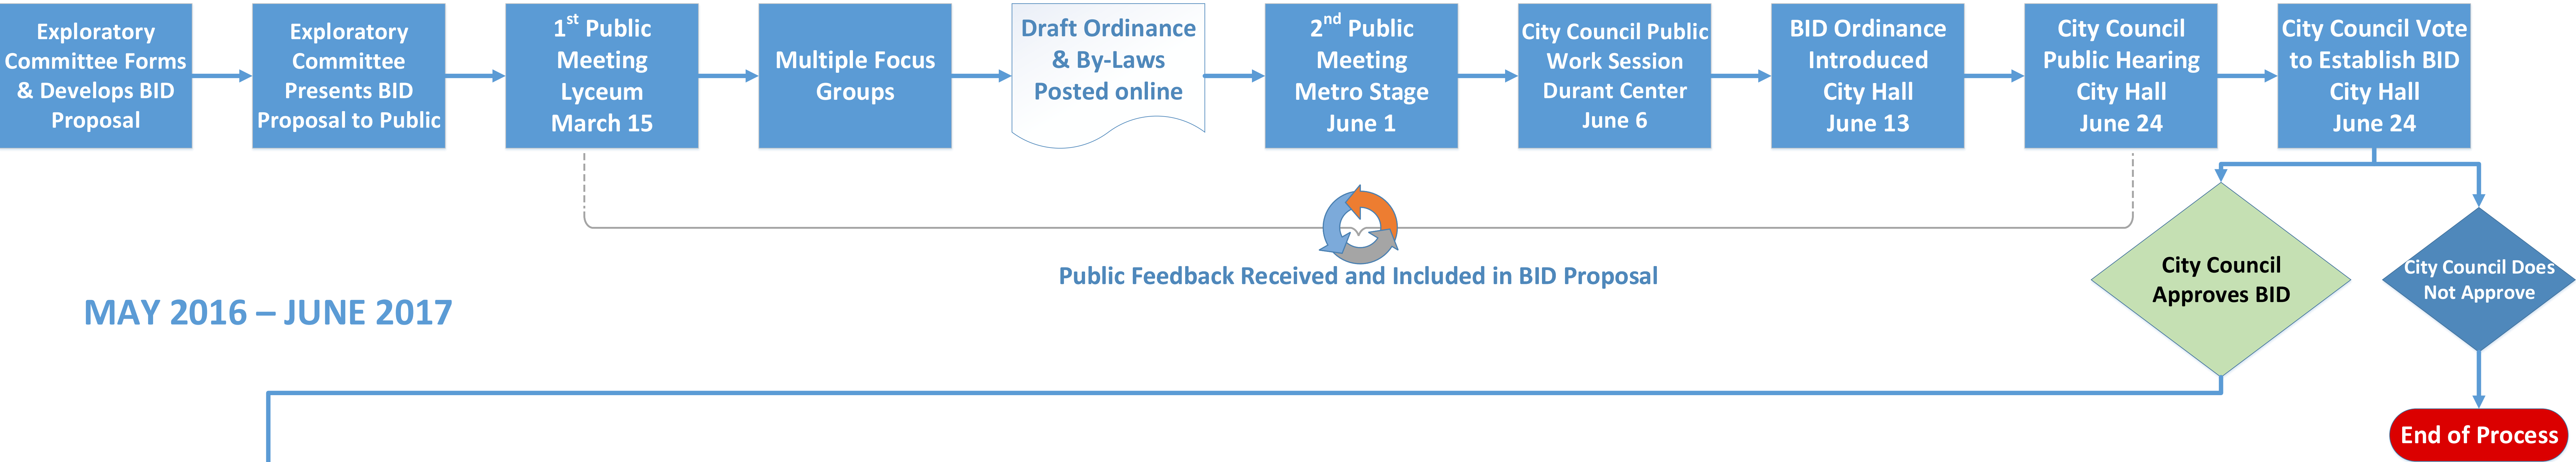 Exploratory
Committee Forms
& Develops BID
Proposal
Exploratory
Committee
Presents BID
Proposal to Public
1st Public
Meeting
Lyceum
March 15
Multiple Focus
Groups
Draft Ordinance
& By-Laws
Posted online
2nd Public
Meeting
Metro Stage
June 1
City Council Public
Work Session
Durant Center
June 6
BID Ordinance
Introduced
City Hall
June 13
City Council
Public Hearing
City Hall
June 24
City Council Vote
to Establish BID
City Hall
June 24
Public Feedback Received and Included in BID Proposal
City Council
Approves BID
City Council Does
Not Approve
MAY 2016 – JUNE 2017
End of Process